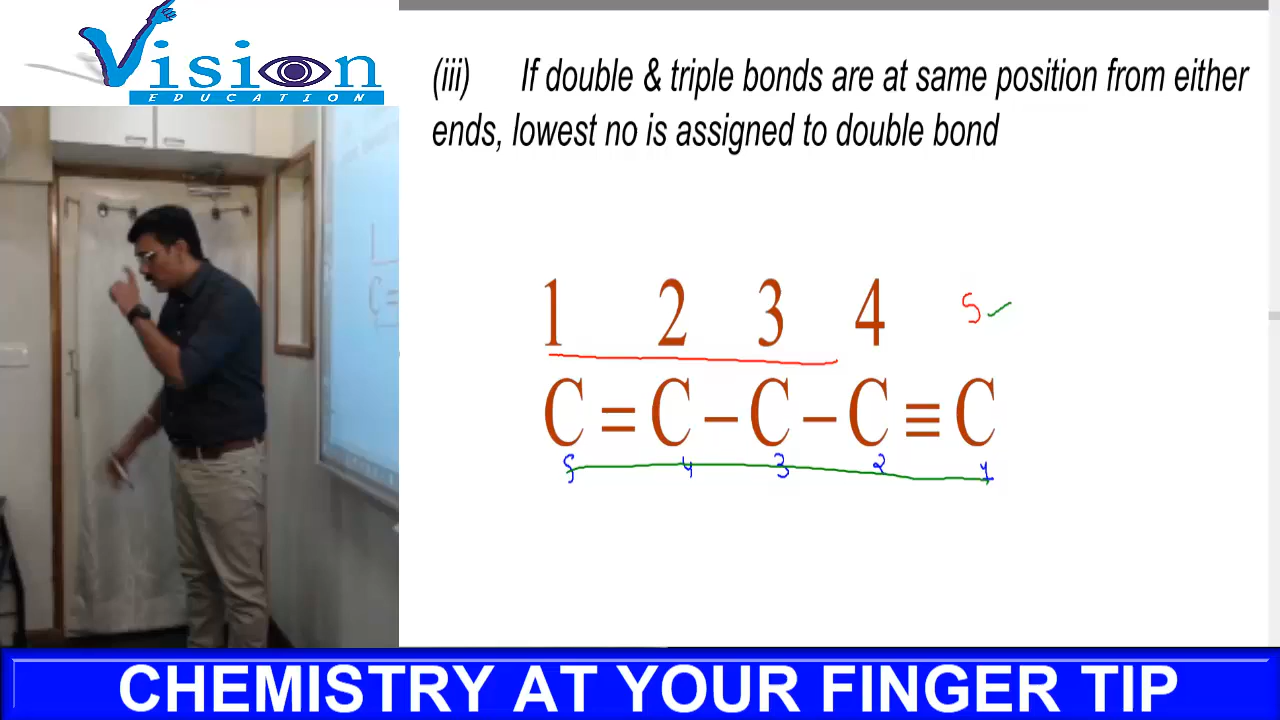 Vision
EDUCATION
(iii) If double & triple bonds are at same position from either
ends, lowest no is assigned to double bond
1 2 3 4 5
C = C – C – C ≡ C
5 4 3 2 1
CHEMISTRY AT YOUR FINGER TIP